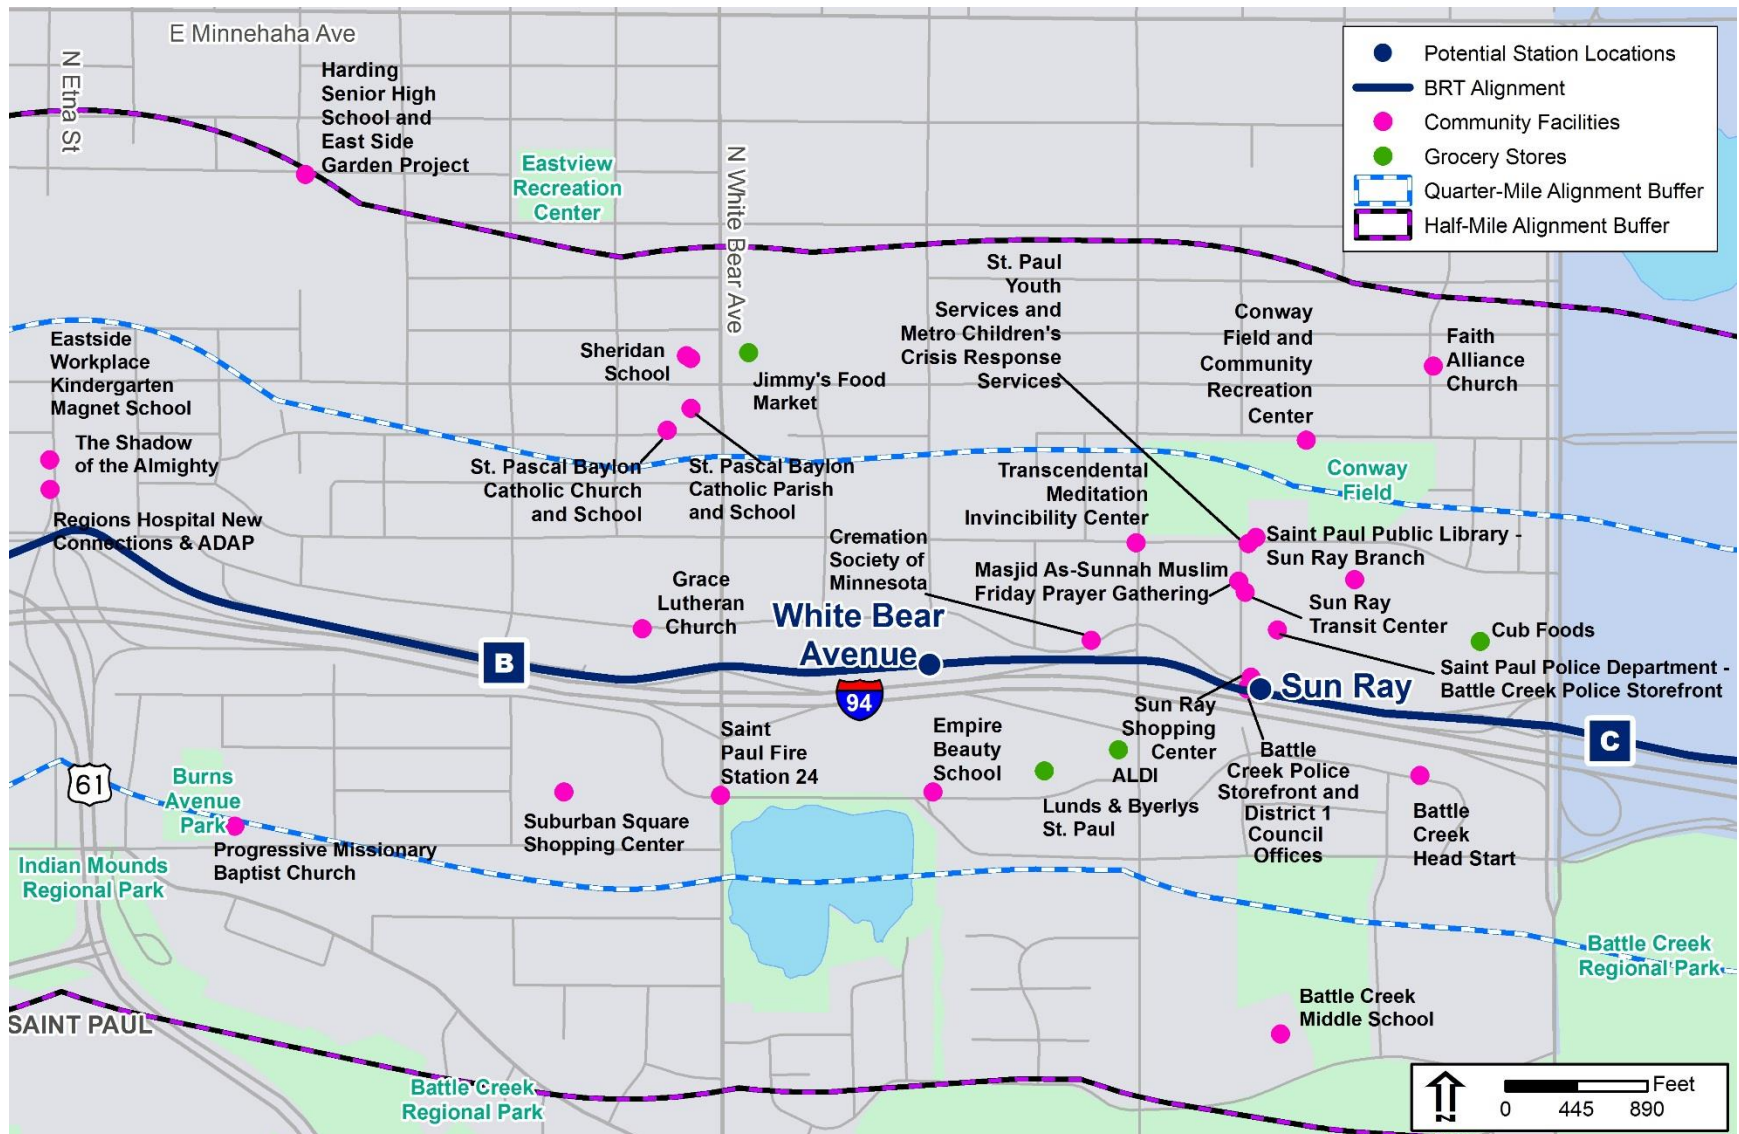 E Minnehaha Ave
N Etna St
Harding
Senior High
School and
East Side
Garden Project
Eastview
Recreation
Center
N White Bear Ave
Potential Station Locations
BRT Alignment
Community Facilities
Grocery Stores
Quarter-Mile Alignment Buffer
Half-Mile Alignment Buffer
St. Paul
Youth
Services and
Metro Children's
Crisis Response
Services
Conway
Field and
Community
Recreation
Center
Faith
Alliance
Church
Eastside
Workplace
Kindergarten
Magnet School
The Shadow
of the Almighty
Regions Hospital New
Connections & ADAP
Sheridan
School
Jimmy's Food
Market
St. Pascal Baylon
Catholic Church
and School
St. Pascal Baylon
Catholic Parish
and School
Transcendental
Meditation
Invincibility Center
Conway
Field
Cremation
Society of
Minnesota
Masjid As-Sunnah Muslim
Friday Prayer Gathering
Saint Paul Public Library -
Sun Ray Branch
Grace
Lutheran
Church
White Bear
Avenue
Sun Ray
Transit Center
Cub Foods
Saint Paul Police Department -
Battle Creek Police Storefront
B
94
Sun Ray
C
Sun Ray
Shopping
Center
Saint
Paul Fire
Station 24
Empire
Beauty
School
ALDI
Lunds & Byerlys
St. Paul
Battle
Creek Police
Storefront and
District 1
Council
Offices
Battle
Creek
Head Start
61
Burns
Avenue
Park
Progressive Missionary
Baptist Church
Suburban Square
Shopping Center
Indian Mounds
Regional Park
Battle Creek
Regional Park
SAINT PAUL
Battle Creek
Middle School
Battle Creek
Regional Park
N
Feet
0 445 890